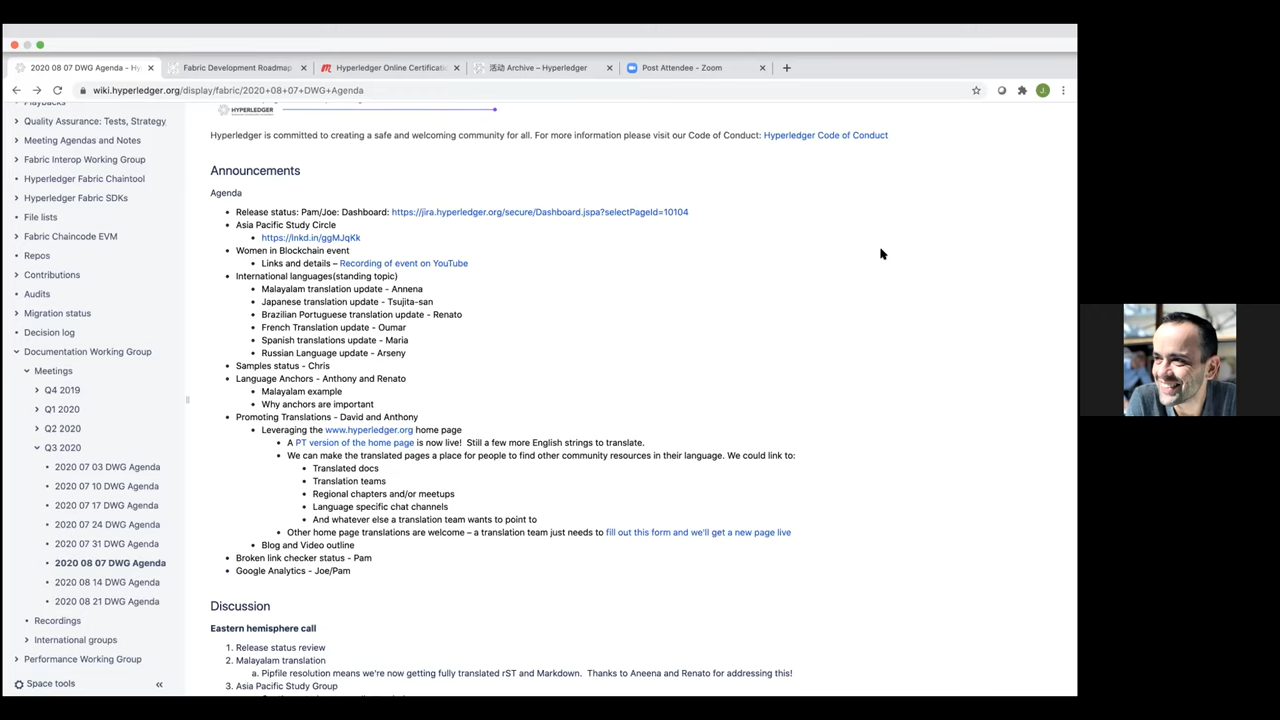 2020 08 07 DWG Agenda - Hy
Fabric Development Roadmap
Hyperledger Online Certificatio
活动 Archive – Hyperledger
Post Attendee - Zoom
wiki.hyperledger.org/display/fabric/2020+08+07+DWG+Agenda
J
Playbacks
Quality Assurance: Tests, Strategy
Meeting Agendas and Notes
Fabric Interop Working Group
Hyperledger Fabric Chaintool
Hyperledger Fabric SDKs
File lists
Fabric Chaincode EVM
Repos
Contributions
Audits
Migration status
Decision log
Documentation Working Group
Meetings
Q4 2019
Q1 2020
Q2 2020
Q3 2020
2020 07 03 DWG Agenda
2020 07 10 DWG Agenda
2020 07 17 DWG Agenda
2020 07 24 DWG Agenda
2020 07 31 DWG Agenda
2020 08 07 DWG Agenda
2020 08 14 DWG Agenda
2020 08 21 DWG Agenda
Recordings
International groups
Performance Working Group
Space tools
HYPERLEDGER
Hyperledger is committed to creating a safe and welcoming community for all. For more information please visit our Code of Conduct: Hyperledger Code of Conduct
Announcements
Agenda
Release status: Pam/Joe: Dashboard: https://jira.hyperledger.org/secure/Dashboard.jspa?selectPageId=10104
Asia Pacific Study Circle
https://lnkd.in/ggMJqKk
Women in Blockchain event
Links and details – Recording of event on YouTube
International languages(standing topic)
Malayalam translation update - Annena
Japanese translation update - Tsujita-san
Brazilian Portuguese translation update - Renato
French Translation update - Oumar
Spanish translations update - Maria
Russian Language update - Arseny
Samples status - Chris
Language Anchors - Anthony and Renato
Malayalam example
Why anchors are important
Promoting Translations - David and Anthony
Leveraging the www.hyperledger.org home page
A PT version of the home page is now live! Still a few more English strings to translate.
We can make the translated pages a place for people to find other community resources in their language. We could link to:
Translated docs
Translation teams
Regional chapters and/or meetups
Language specific chat channels
And whatever else a translation team wants to point to
Other home page translations are welcome – a translation team just needs to fill out this form and we'll get a new page live
Blog and Video outline
Broken link checker status - Pam
Google Analytics - Joe/Pam
Discussion
Eastern hemisphere call
1. Release status review
2. Malayalam translation
a. Pipfile resolution means we're now getting fully translated rST and Markdown. Thanks to Aneena and Renato for addressing this!
3. Asia Pacific Study Group